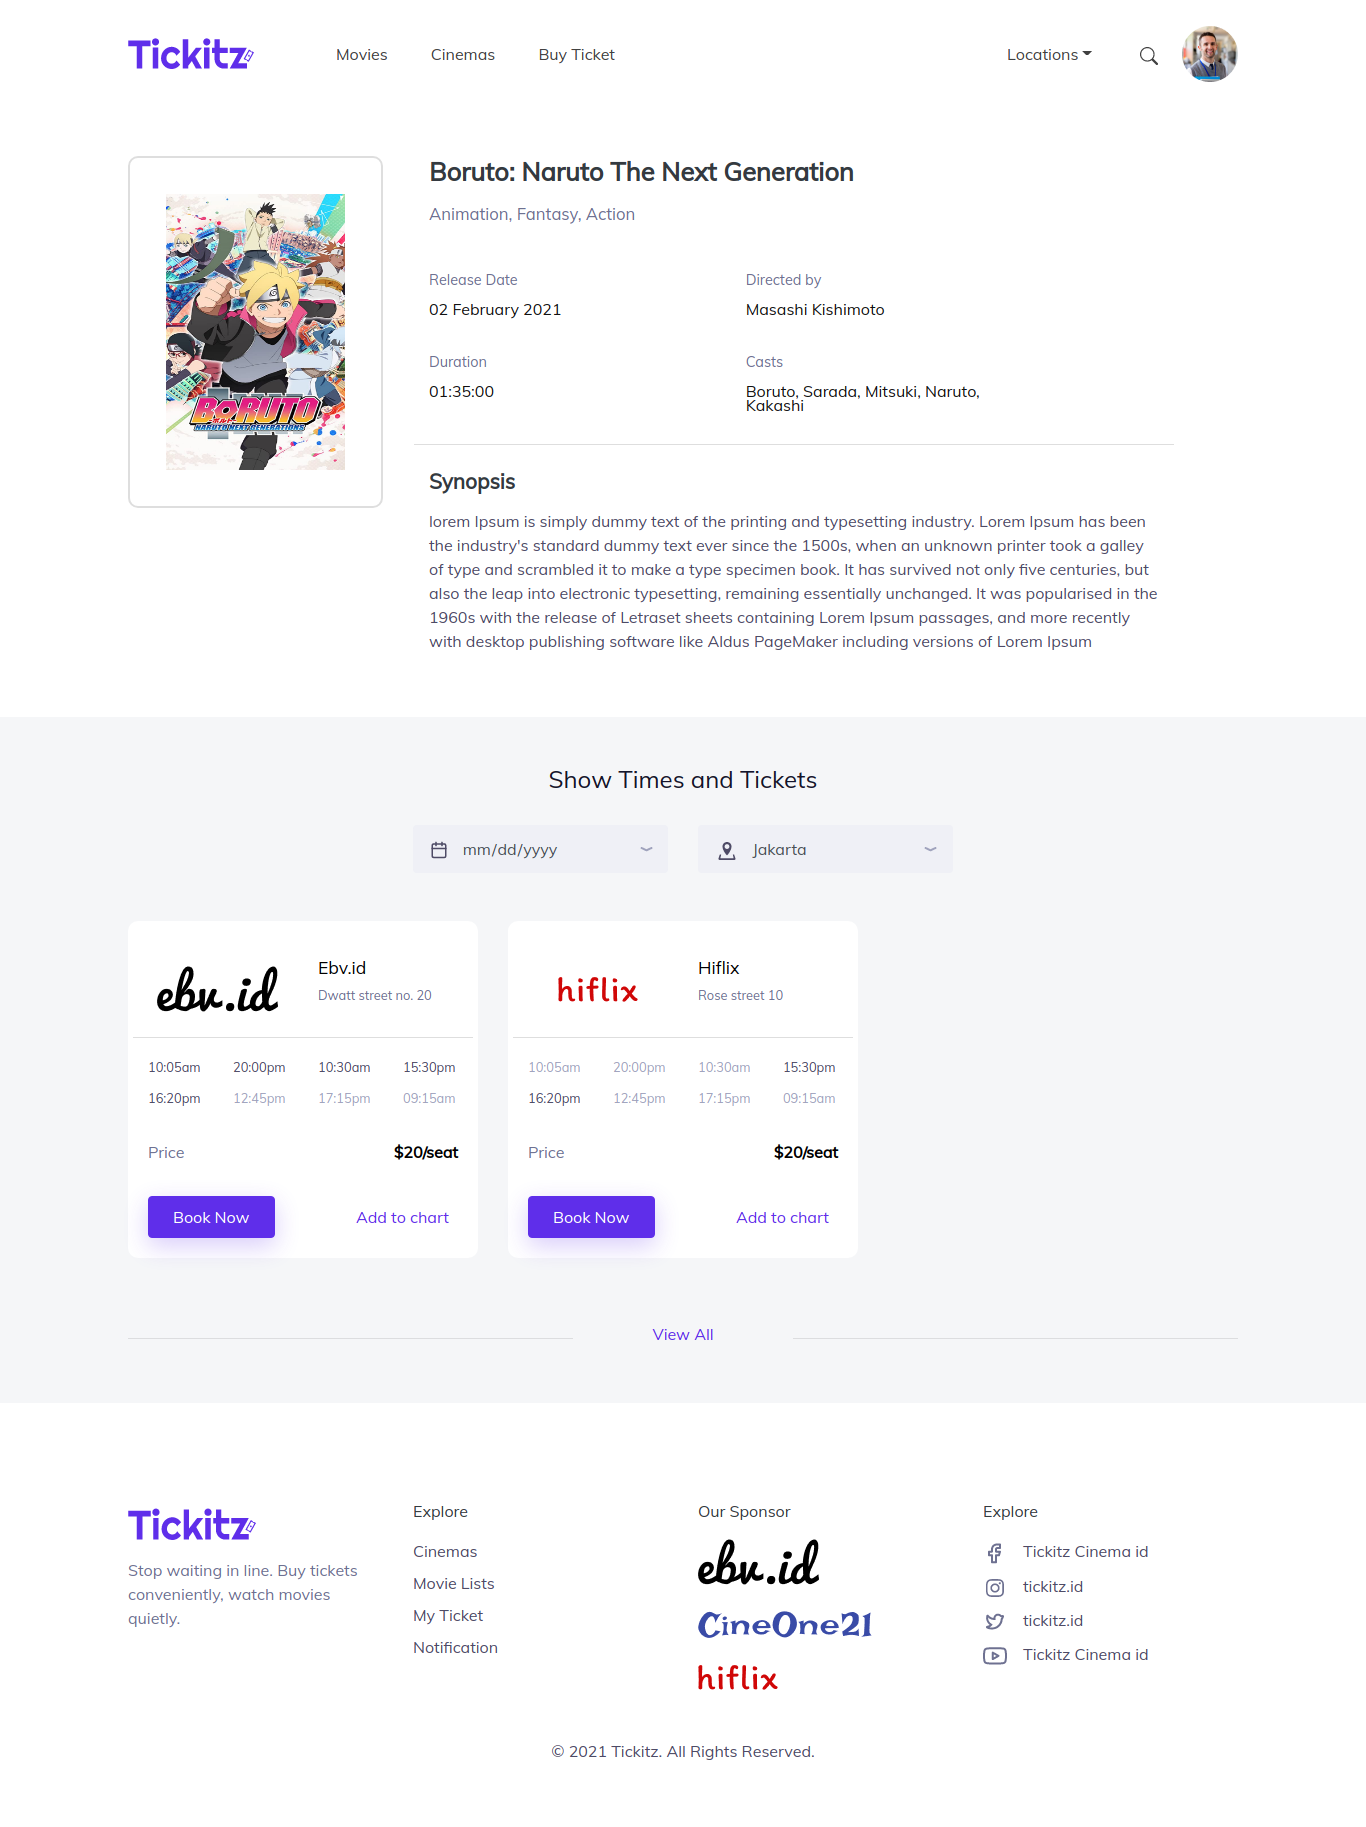 Tickitz
Movies
Cinemas
Buy Ticket
Locations
BORUTO
NARUTO NEXT GENERATIONS
Boruto: Naruto The Next Generation
Animation, Fantasy, Action
Release Date
02 February 2021
Directed by
Masashi Kishimoto
Duration
01:35:00
Casts
Boruto, Sarada, Mitsuki, Naruto,
Kakashi
Synopsis
lorem Ipsum is simply dummy text of the printing and typesetting industry. Lorem Ipsum has been
the industry's standard dummy text ever since the 1500s, when an unknown printer took a galley
of type and scrambled it to make a type specimen book. It has survived not only five centuries, but
also the leap into electronic typesetting, remaining essentially unchanged. It was popularised in the
1960s with the release of Letraset sheets containing Lorem Ipsum passages, and more recently
with desktop publishing software like Aldus PageMaker including versions of Lorem Ipsum
Show Times and Tickets
mm/dd/yyyy
Jakarta
ebv.id
Ebv.id
Dwatt street no. 20
10:05am 20:00pm 10:30am 15:30pm
16:20pm 12:45pm 17:15pm 09:15am
Price $20/seat
Book Now
Add to chart
hiflix
Hiflix
Rose street 10
10:05am 20:00pm 10:30am 15:30pm
16:20pm 12:45pm 17:15pm 09:15am
Price $20/seat
Book Now
Add to chart
View All
Tickitz
Stop waiting in line. Buy tickets
conveniently, watch movies
quietly.
Explore
Cinemas
Movie Lists
My Ticket
Notification
Our Sponsor
ebv.id
CineOne21
hiflix
Explore
Tickitz Cinema id
tickitz.id
tickitz.id
Tickitz Cinema id
© 2021 Tickitz. All Rights Reserved.